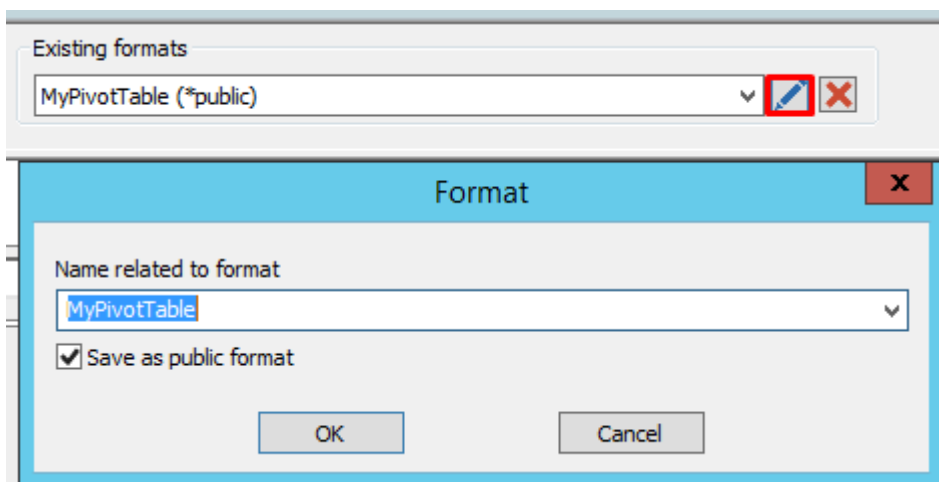 Existing formats
MyPivotTable (*public)
Format
x
Name related to format
MyPivotTable
Save as public format
OK
Cancel